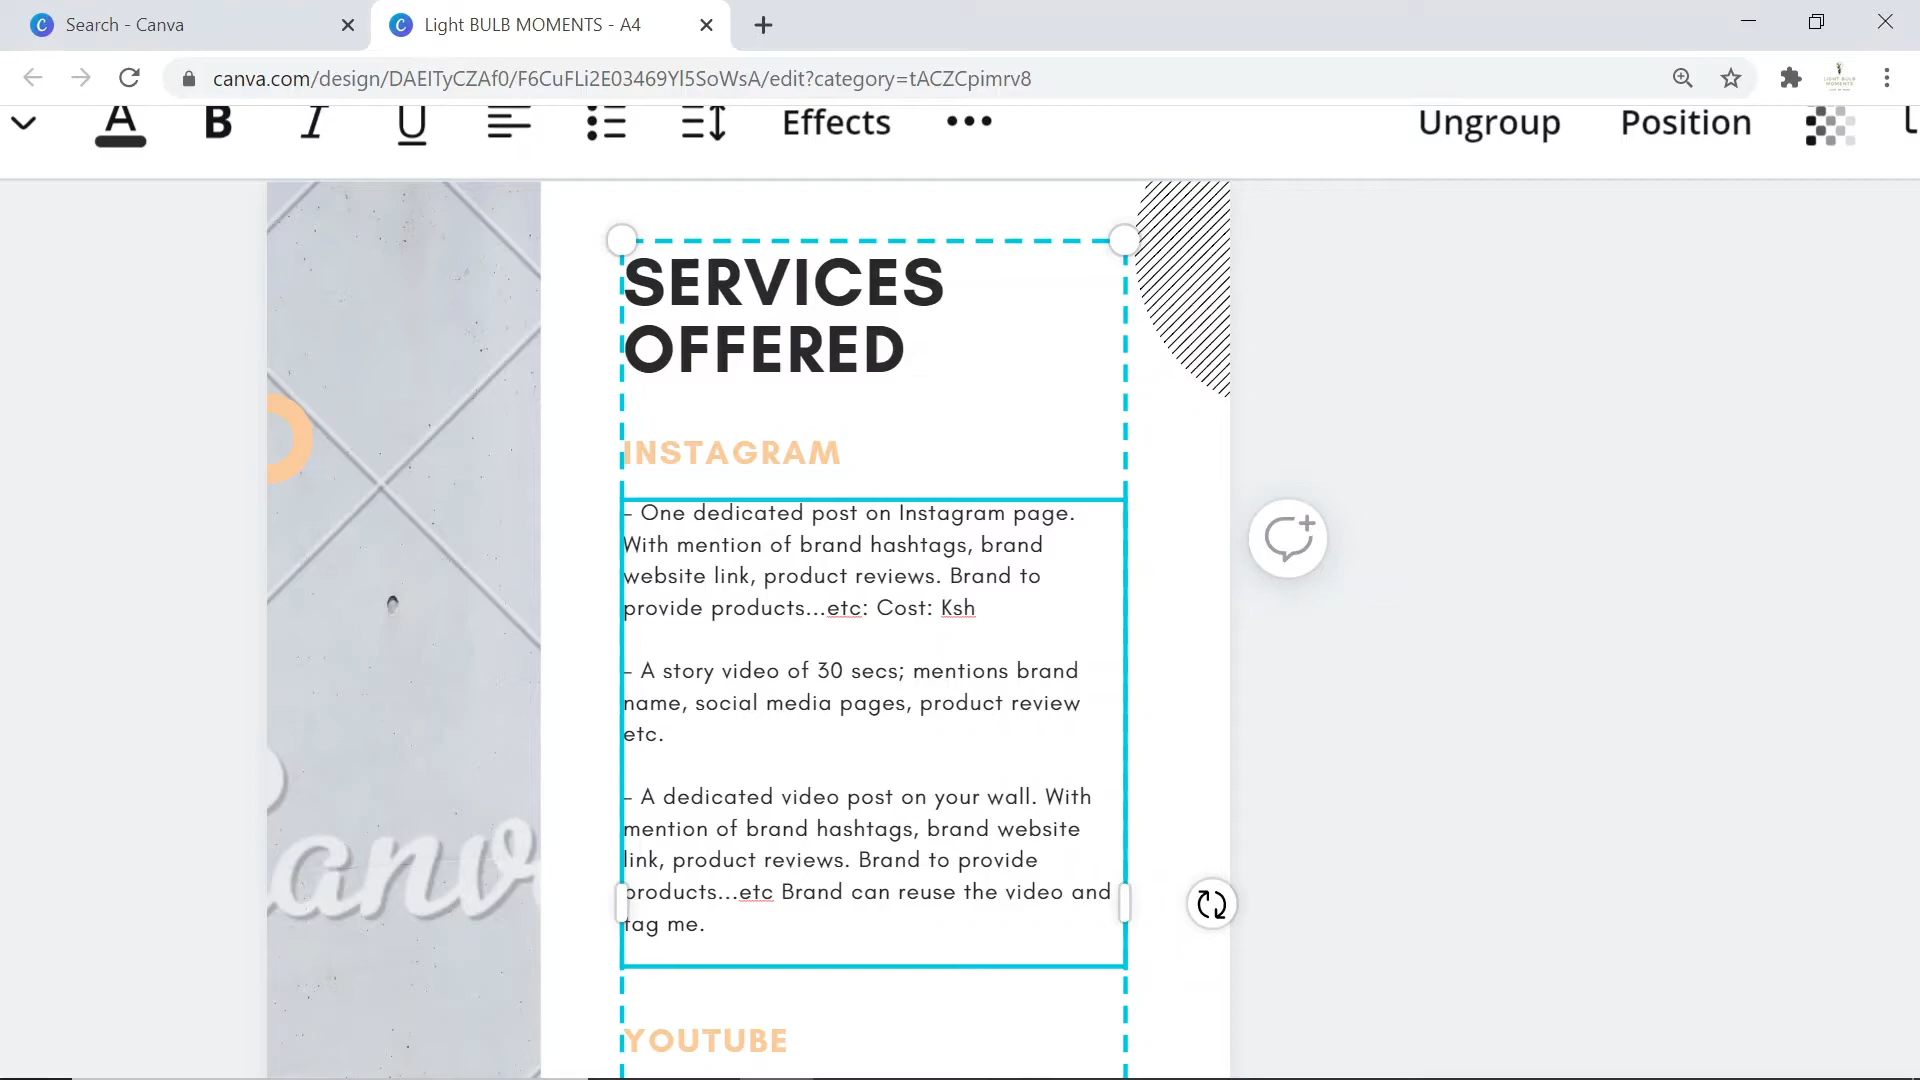 Search - Canva
Light BULB MOMENTS - A4
canva.com/design/DAEITyCZAf0/F6CuFLi2E03469Yl5SoWsA/edit?category=tACZCpimrv8
A B I U Effects Ungroup Position
SERVICES
OFFERED
INSTAGRAM
- One dedicated post on Instagram page.
With mention of brand hashtags, brand
website link, product reviews. Brand to
provide products...etc: Cost: Ksh
- A story video of 30 secs; mentions brand
name, social media pages, product review
etc.
- A dedicated video post on your wall. With
mention of brand hashtags, brand website
link, product reviews. Brand to provide
products...etc Brand can reuse the video and
tag me.
YOUTUBE